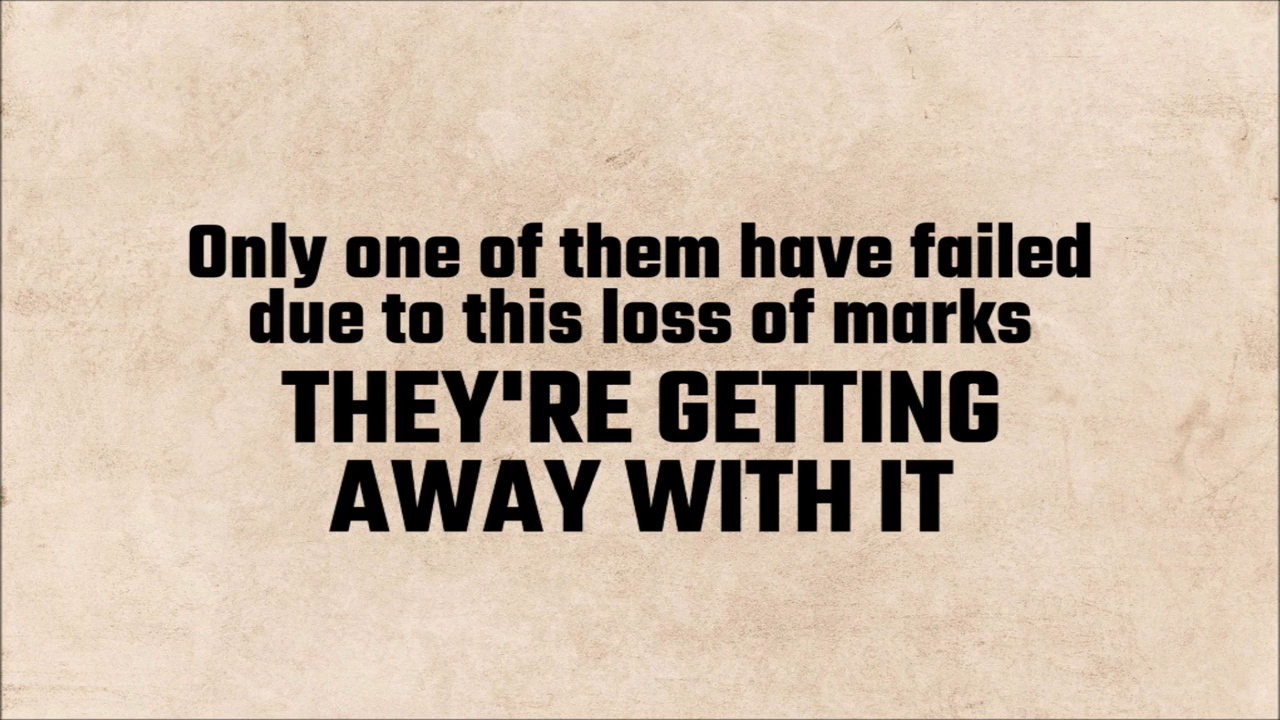 Only one of them have failed
due to this loss of marks
THEY'RE GETTING
AWAY WITH IT